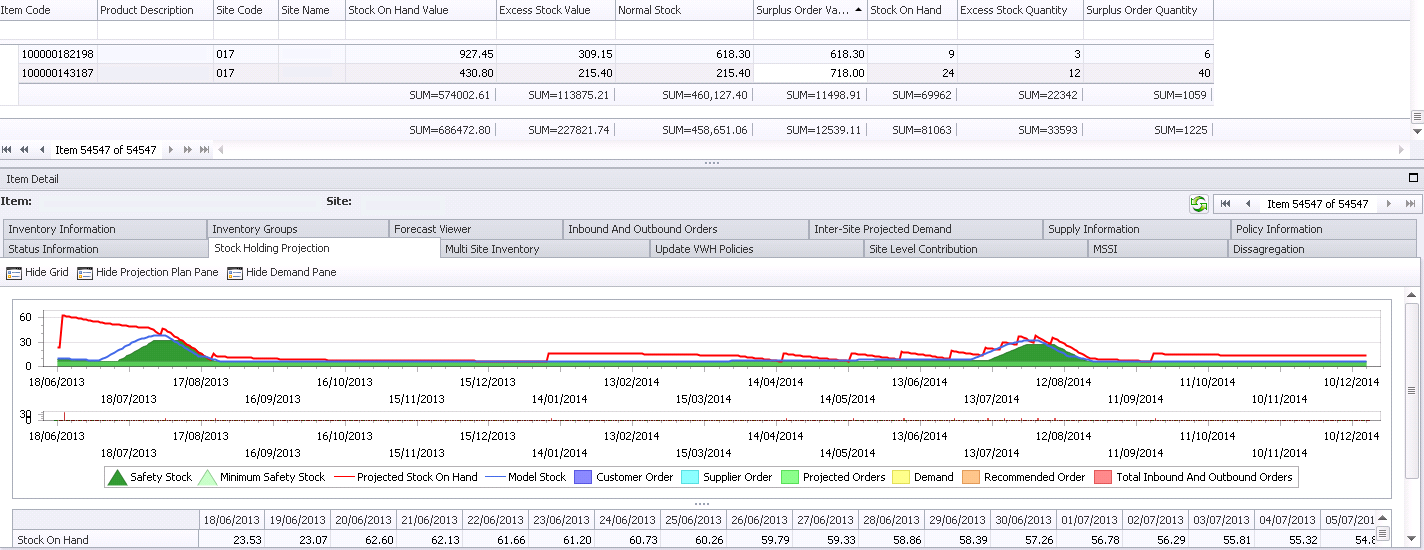 Item Code Product Description Site Code Site Name Stock On Hand Value Excess Stock Value Normal Stock Surplus Order Va... Stock On Hand Excess Stock Quantity Surplus Order Quantity
100000182198 017 927.45 309.15 618.30 618.30 9 3 6
100000143187 017 430.80 215.40 215.40 718.00 24 12 40
SUM=574002.61 SUM=113875.21 SUM=460,127.40 SUM=11498.91 SUM=69962 SUM=22342 SUM=1059
SUM=686472.80 SUM=227821.74 SUM=458,651.06 SUM=12539.11 SUM=81063 SUM=33593 SUM=1225
Item 54547 of 54547
Item Detail
Item: Site: Item 54547 of 54547
Inventory Information Inventory Groups Forecast Viewer Inbound And Outbound Orders Inter-Site Projected Demand Supply Information Policy Information
Status Information Stock Holding Projection Multi Site Inventory Update VWH Policies Site Level Contribution MSSI Dissagregation
Hide Grid Hide Projection Plan Pane Hide Demand Pane
60
30
0
18/06/2013 17/08/2013 16/10/2013 15/12/2013 13/02/2014 14/04/2014 13/06/2014 12/08/2014 11/10/2014 10/12/2014
18/07/2013 16/09/2013 15/11/2013 14/01/2014 15/03/2014 14/05/2014 13/07/2014 11/09/2014 10/11/2014
30
0
18/06/2013 17/08/2013 16/10/2013 15/12/2013 13/02/2014 14/04/2014 13/06/2014 12/08/2014 11/10/2014 10/12/2014
18/07/2013 16/09/2013 15/11/2013 14/01/2014 15/03/2014 14/05/2014 13/07/2014 11/09/2014 10/11/2014
Safety Stock Minimum Safety Stock Projected Stock On Hand Model Stock Customer Order Supplier Order Projected Orders Demand Recommended Order Total Inbound And Outbound Orders
18/06/2013 19/06/2013 20/06/2013 21/06/2013 22/06/2013 23/06/2013 24/06/2013 25/06/2013 26/06/2013 27/06/2013 28/06/2013 29/06/2013 30/06/2013 01/07/2013 02/07/2013 03/07/2013 04/07/2013 05/07/201
Stock On Hand 23.53 23.07 62.60 62.13 61.66 61.20 60.73 60.26 59.79 59.33 58.86 58.39 57.26 56.78 56.29 55.81 55.32 54.8